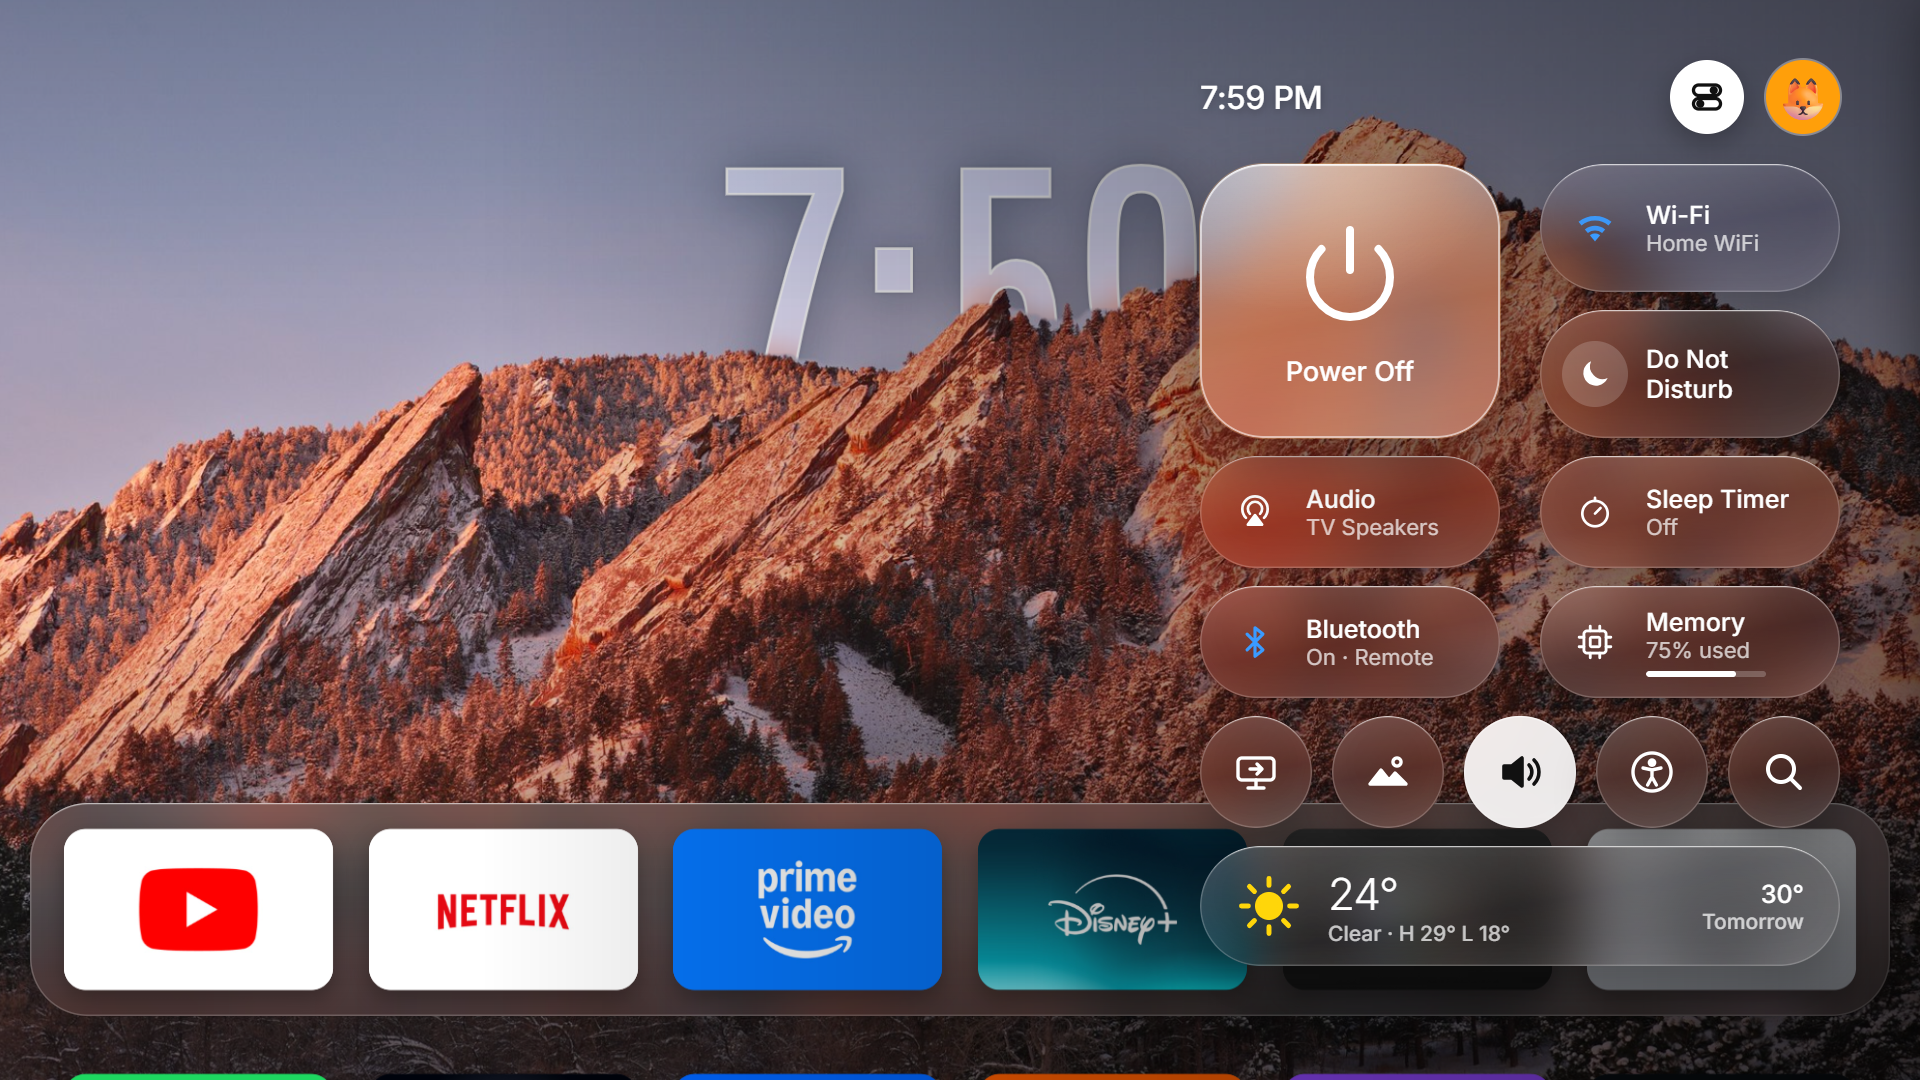 7:59 PM
7:59
Power Off
Wi-Fi
Home WiFi
Do Not
Disturb
Audio
TV Speakers
Sleep Timer
Off
Bluetooth
On · Remote
Memory
75% used
NETFLIX
prime
video
Disney+
24°
Clear · H 29° L 18°
30°
Tomorrow